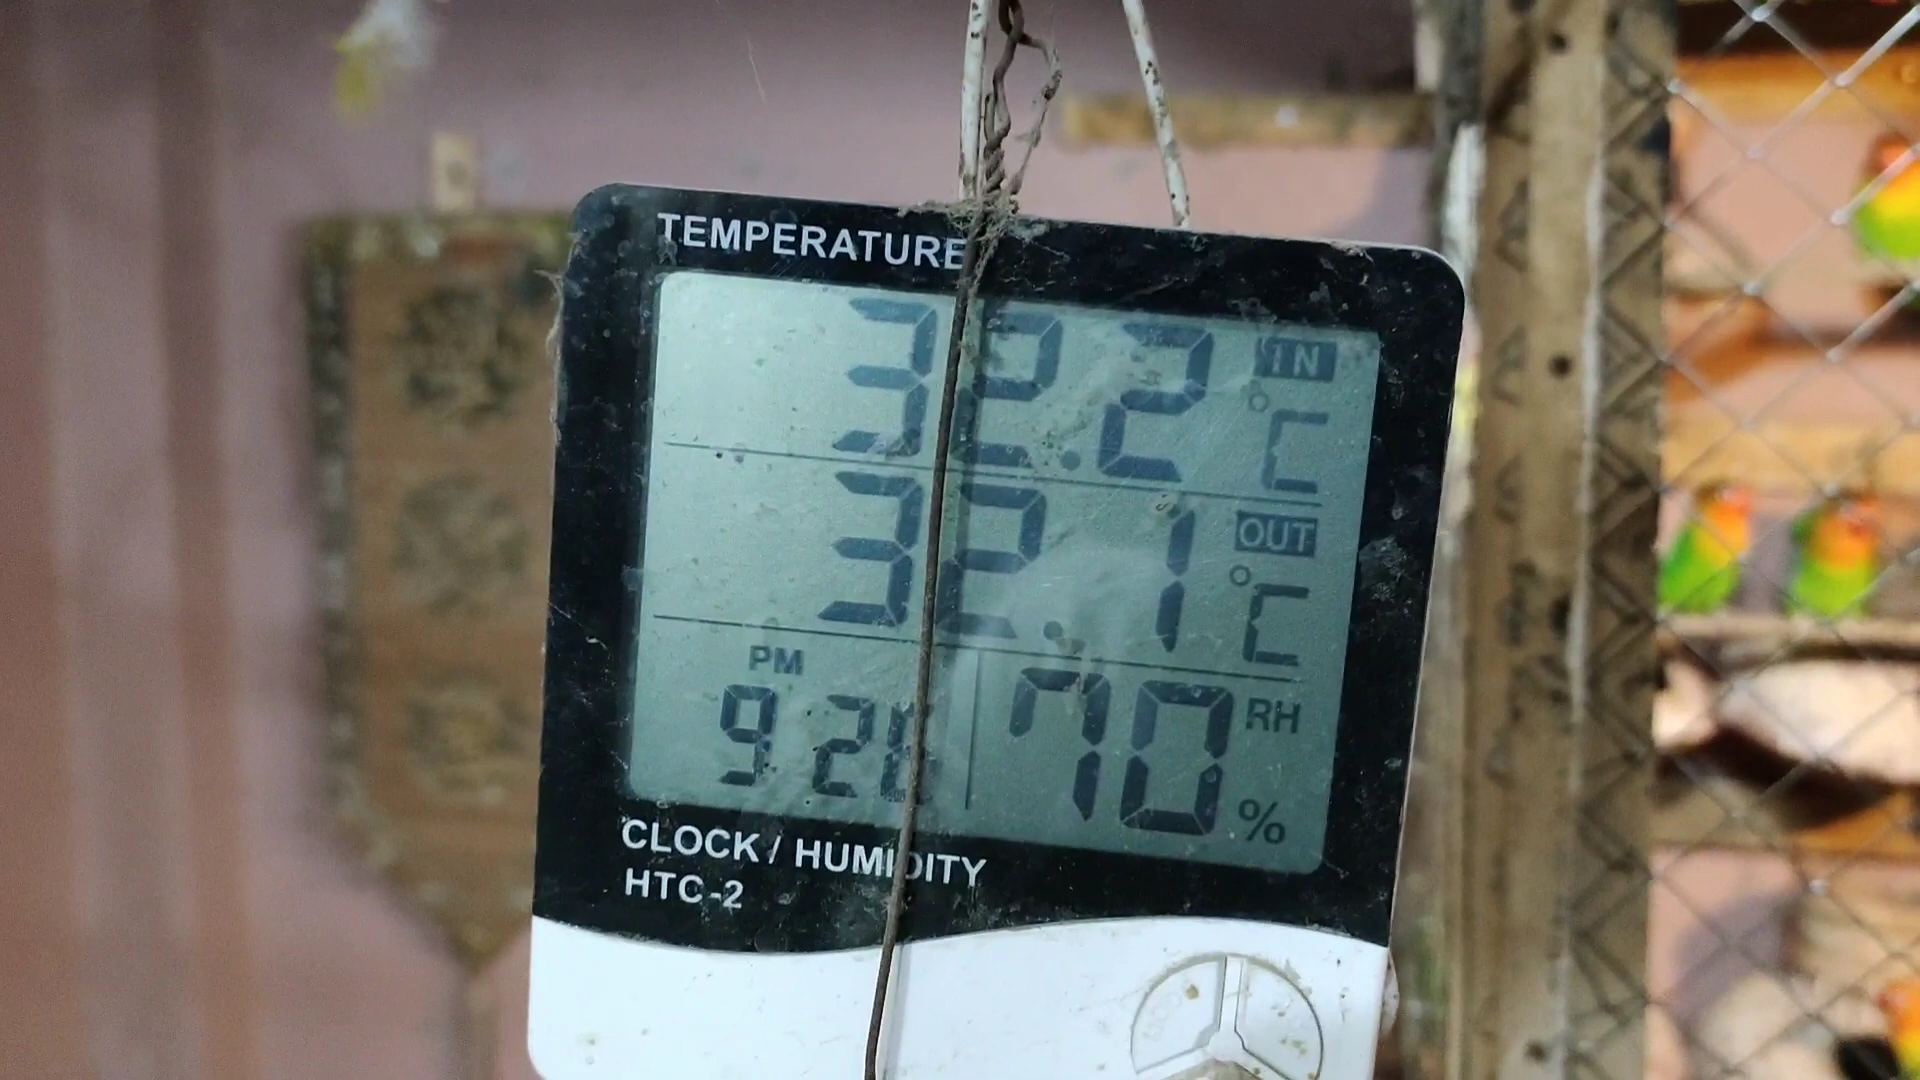 TEMPERATURE
32.2 IN °C
32.1 OUT °C
PM
70 RH %
CLOCK / HUMIDITY
HTC-2